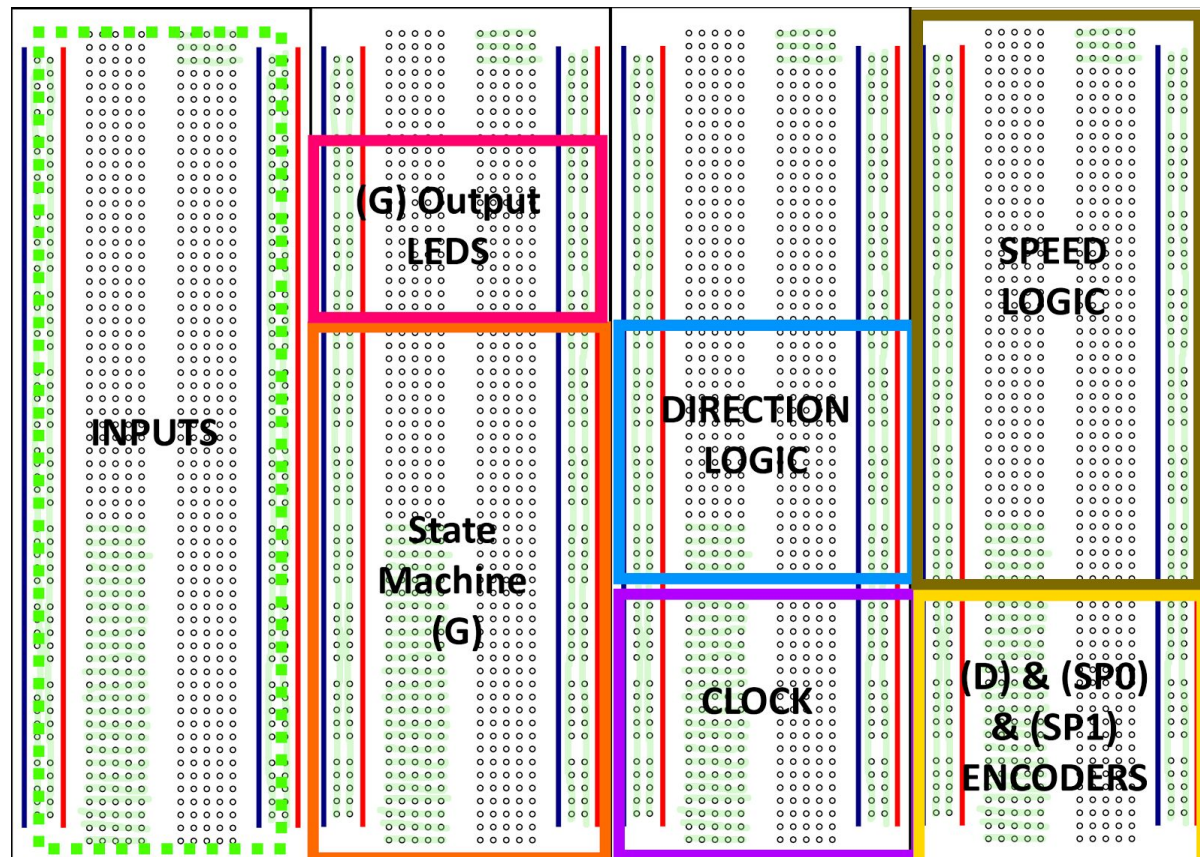 INPUTS
(G) Output
LEDS
State
Machine
(G)
DIRECTION
LOGIC
CLOCK
SPEED
LOGIC
(D) & (SP0)
& (SP1)
ENCODERS